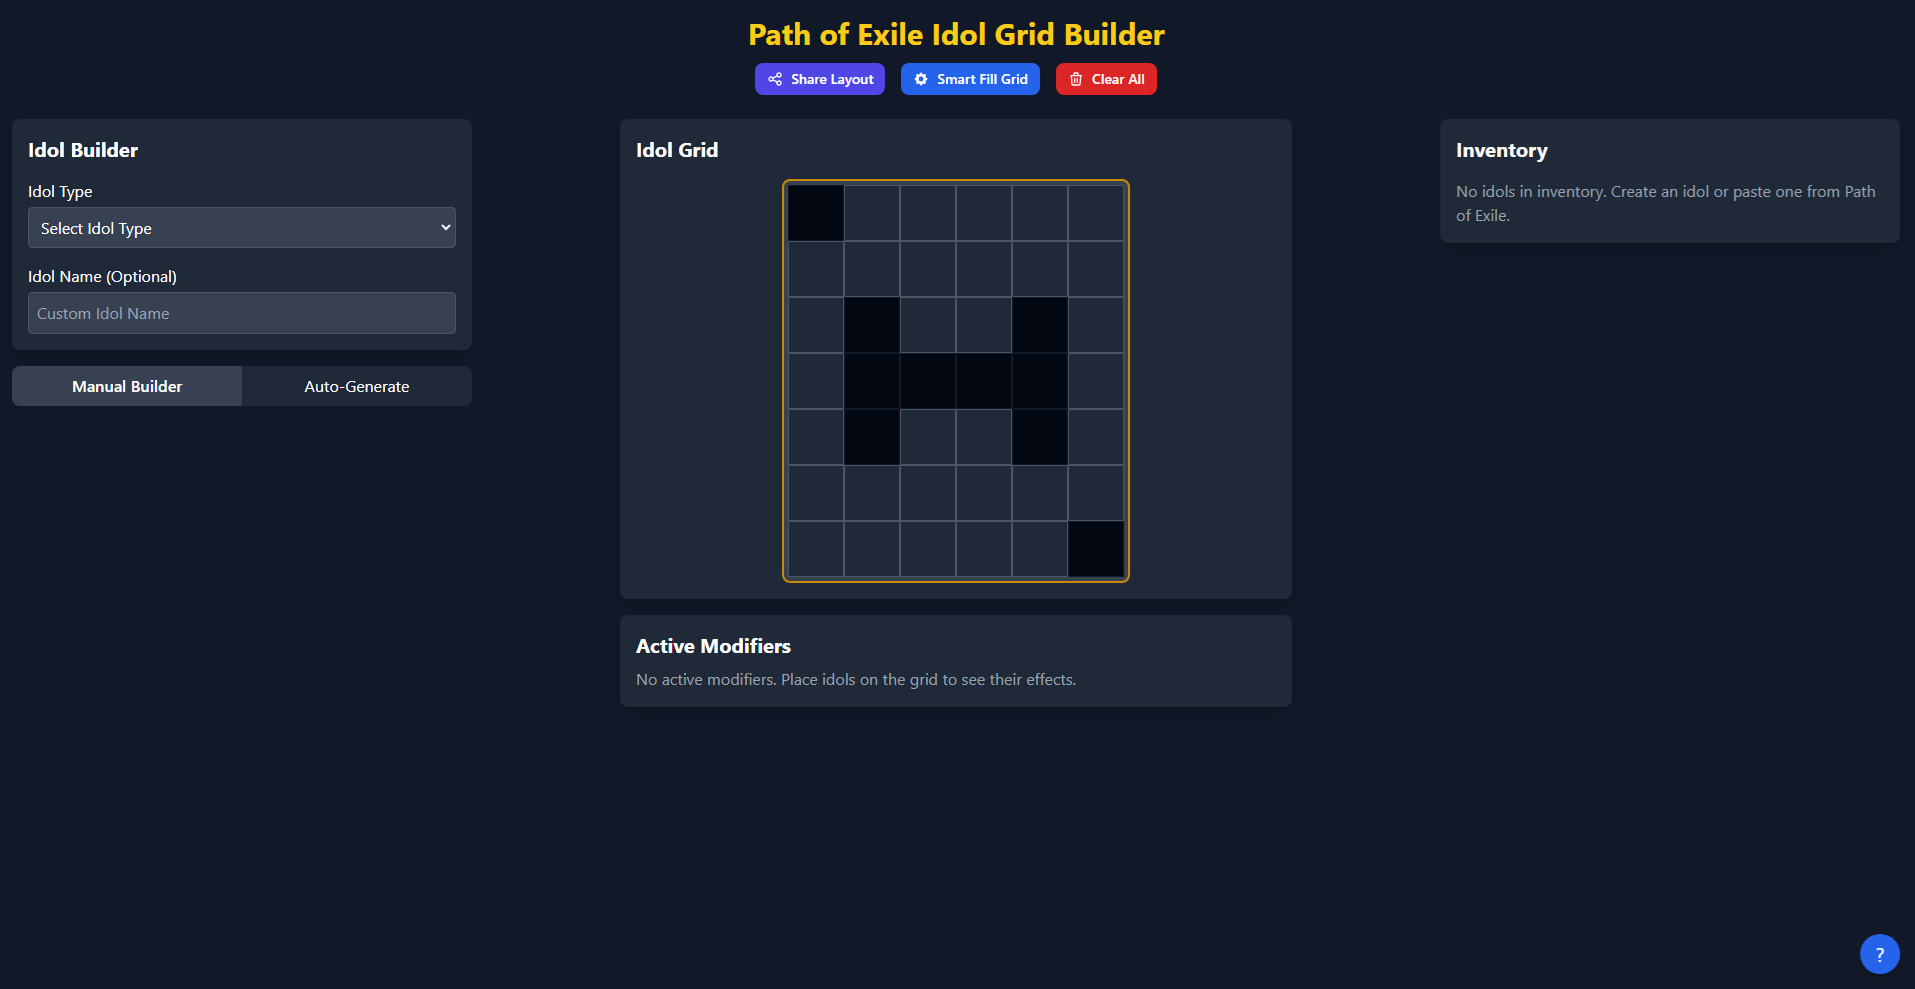 Path of Exile Idol Grid Builder
Share Layout
Smart Fill Grid
Clear All
Idol Builder
Idol Type
Select Idol Type
Idol Name (Optional)
Custom Idol Name
Manual Builder
Auto-Generate
Idol Grid
Active Modifiers
No active modifiers. Place idols on the grid to see their effects.
Inventory
No idols in inventory. Create an idol or paste one from Path
of Exile.
?